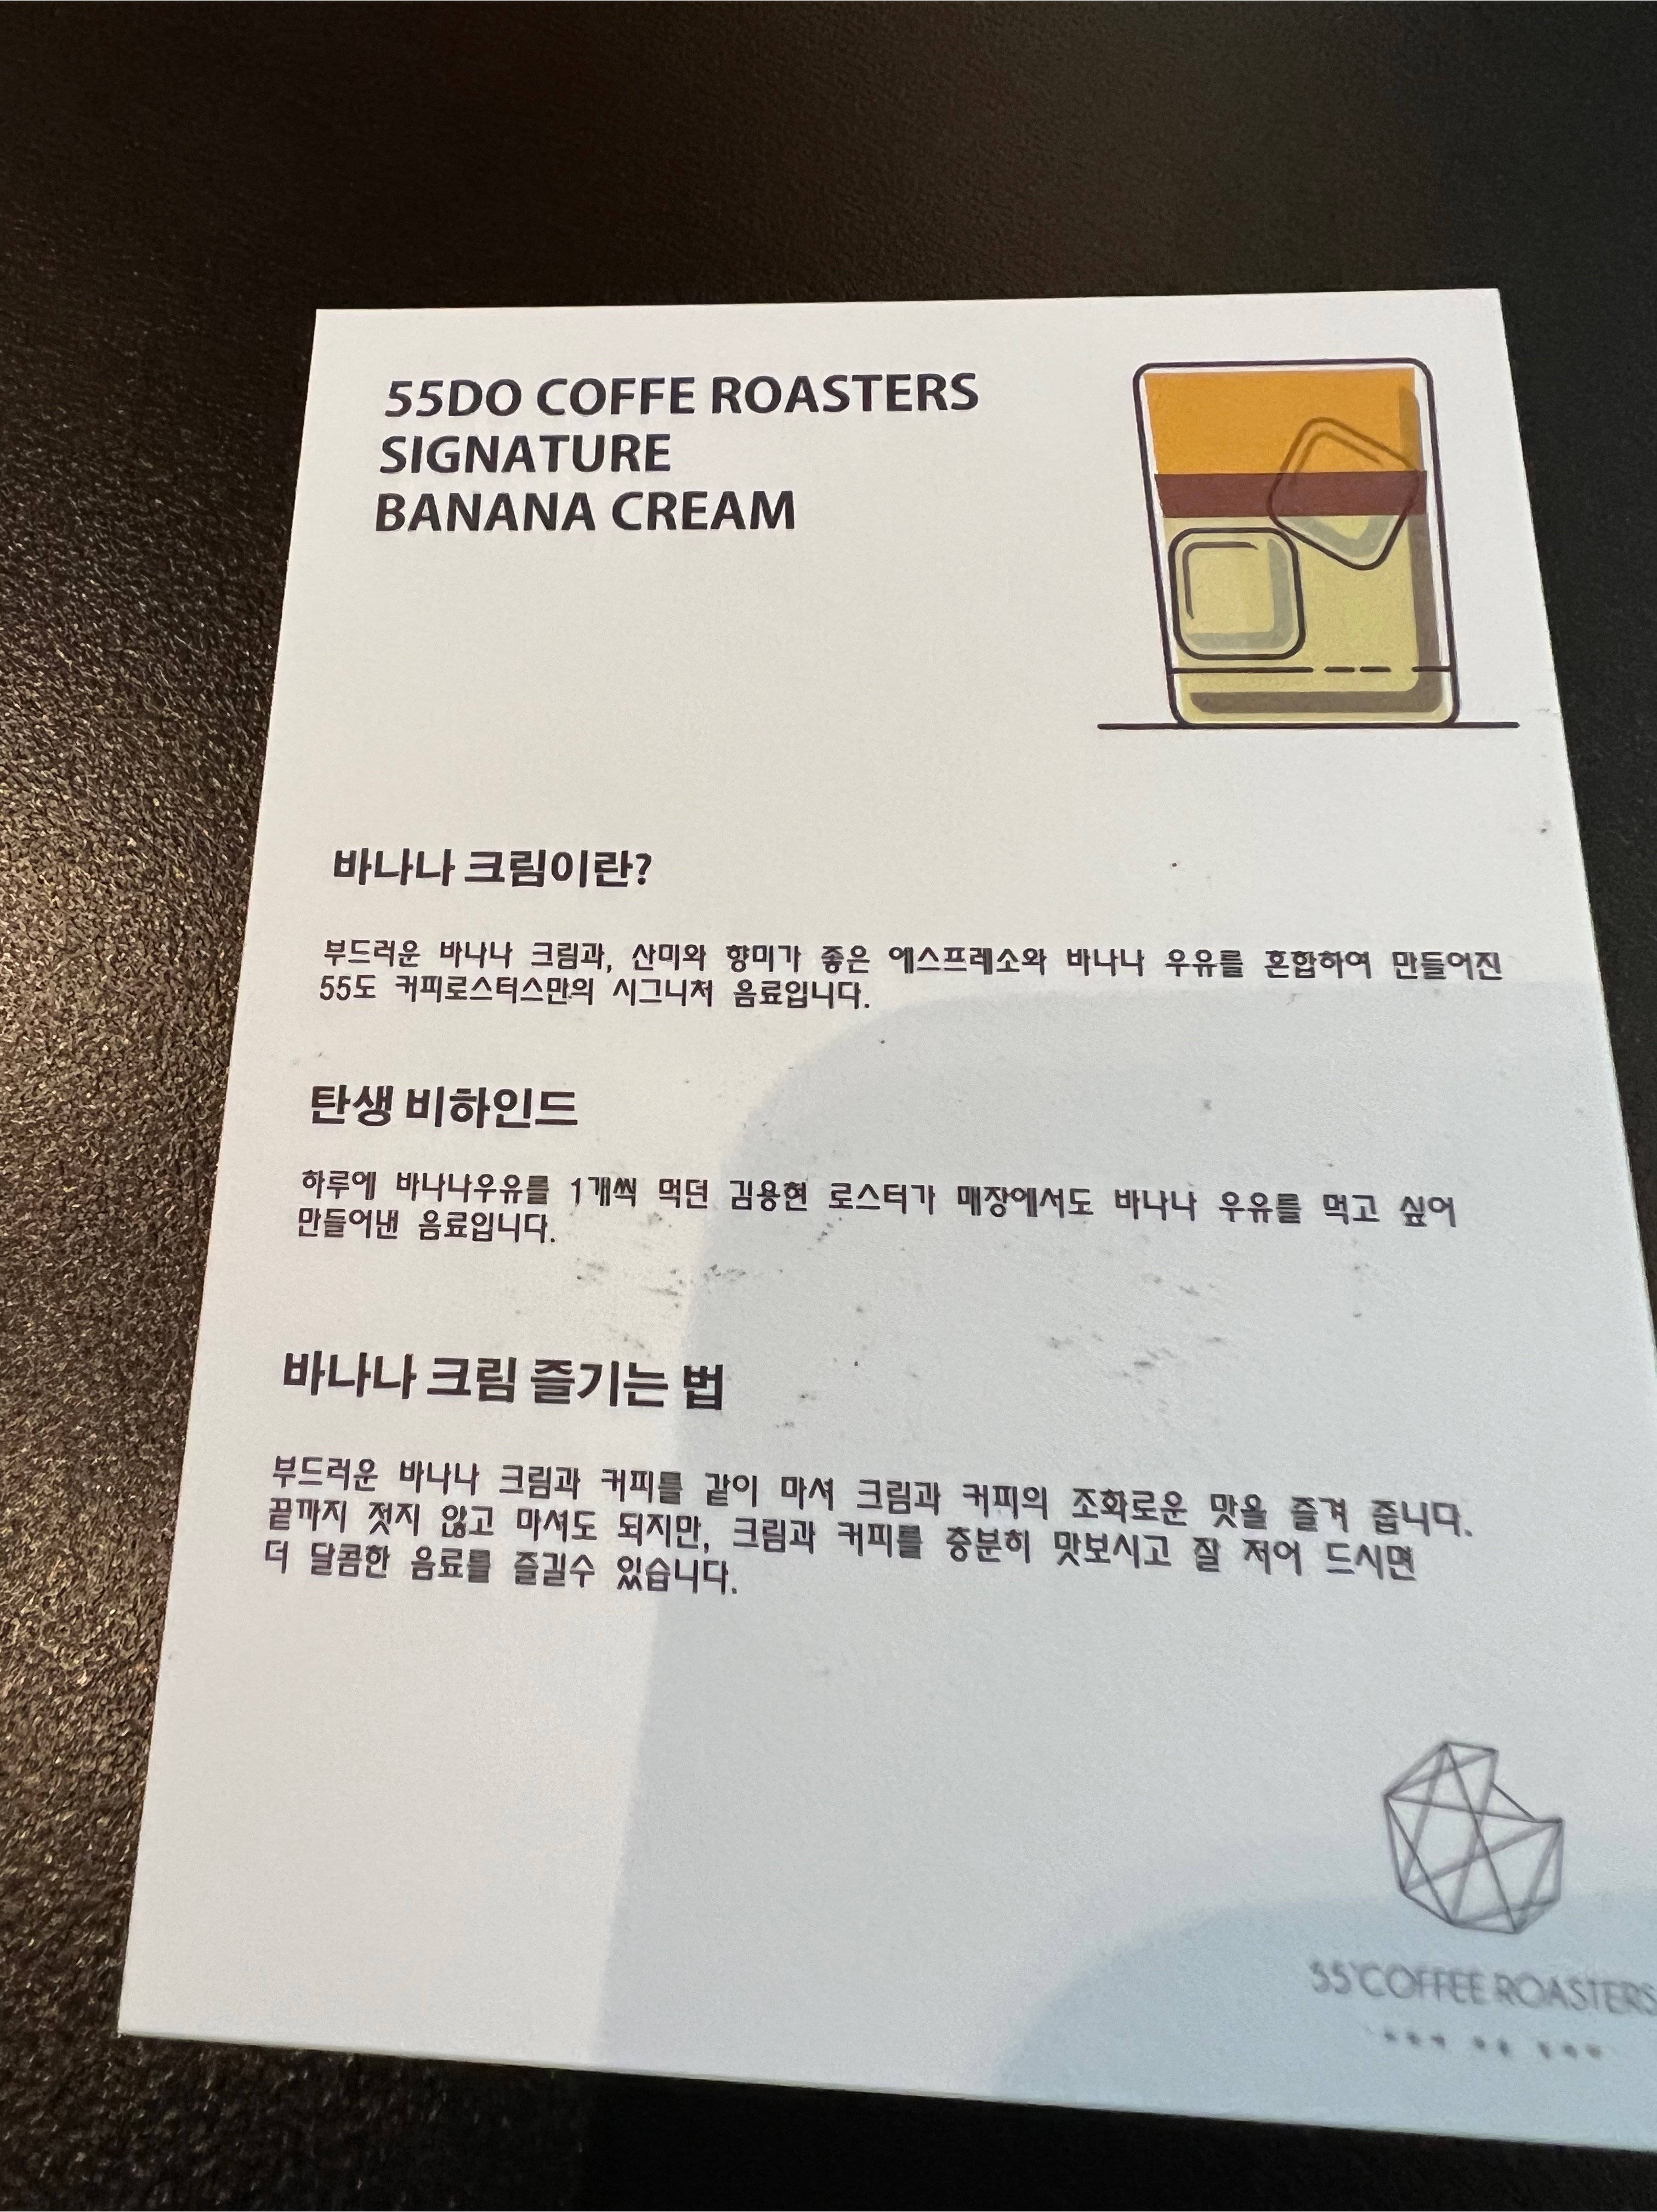 55DO COFFE ROASTERS
SIGNATURE
BANANA CREAM
바나나 크림이란?
부드러운 바나나 크림과, 산미와 향미가 좋은 에스프레소와 바나나 우유를 혼합하여 만들어진
55도 커피로스터스만의 시그니처 음료입니다.
탄생 비하인드
하루에 바나나우유를 1개씩 먹던 김용현 로스터가 매장에서도 바나나 우유를 먹고 싶어
만들어낸 음료입니다.
바나나 크림 즐기는 법
부드러운 바나나 크림과 커피를 같이 마셔 크림과 커피의 조화로운 맛을 즐겨 줍니다.
끝까지 젓지 않고 마셔도 되지만, 크림과 커피를 충분히 맛보시고 잘 저어 드시면
더 달콤한 음료를 즐길수 있습니다.
55°COFFEE ROASTERS